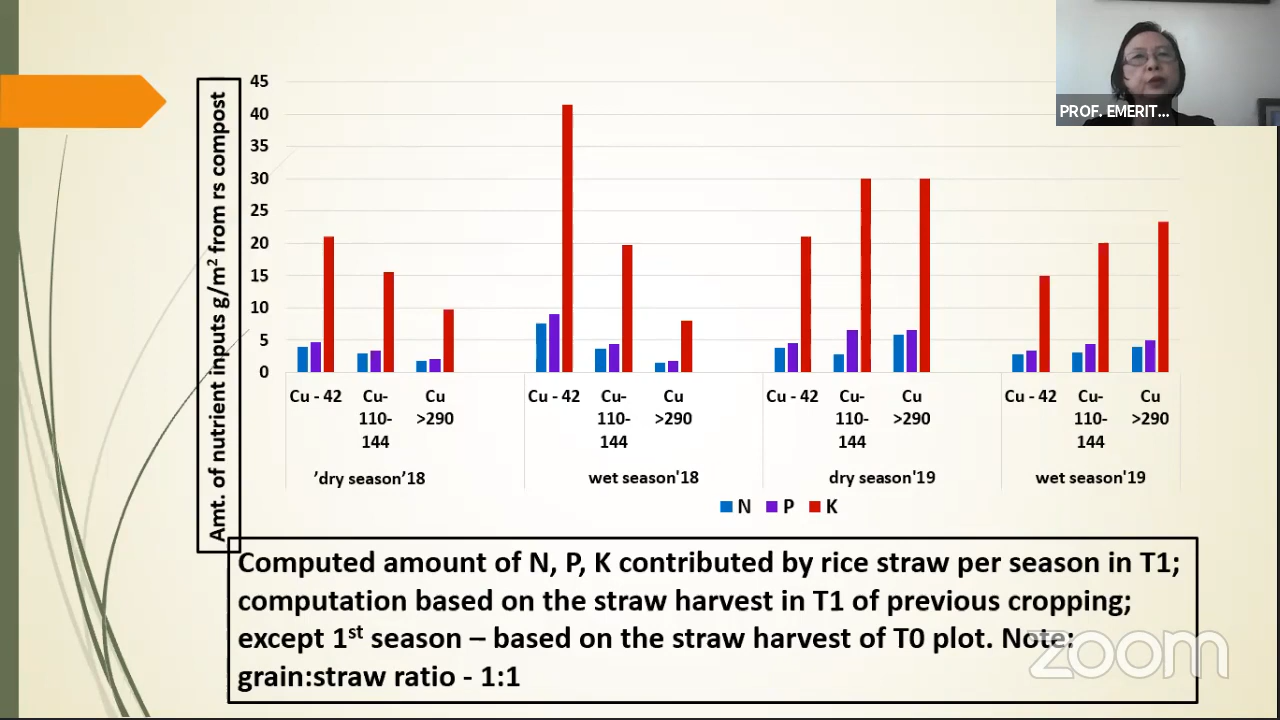 PROF. EMERIT...
Amt. of nutrient inputs g/m² from rs compost
45
40
35
30
25
20
15
10
5
0
Cu - 42
Cu-
110-
144
Cu
>290
Cu - 42
Cu-
110-
144
Cu
>290
Cu - 42
Cu-
110-
144
Cu
>290
Cu - 42
Cu-
110-
144
Cu
>290
’dry season’18
wet season'18
dry season'19
wet season'19
N P K
Computed amount of N, P, K contributed by rice straw per season in T1;
computation based on the straw harvest in T1 of previous cropping;
except 1st season – based on the straw harvest of T0 plot. Note:
grain:straw ratio - 1:1
zoom